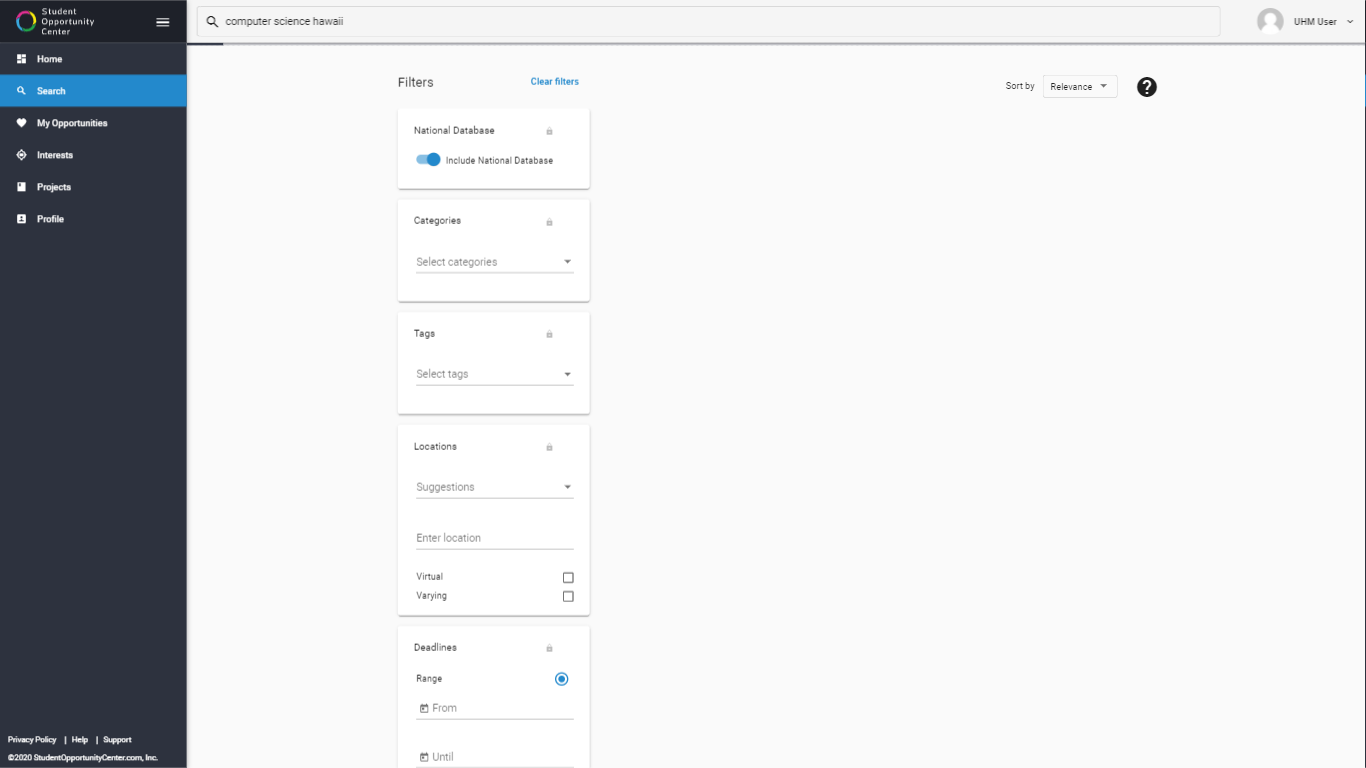 Student
Opportunity
Center
computer science hawaii
UHM User
Home
Search
My Opportunities
Interests
Projects
Profile
Privacy Policy | Help | Support
©2020 StudentOpportunityCenter.com, Inc.
Filters Clear filters
Sort by Relevance ?
National Database
Include National Database
Categories
Select categories
Tags
Select tags
Locations
Suggestions
Enter location
Virtual
Varying
Deadlines
Range
From
Until